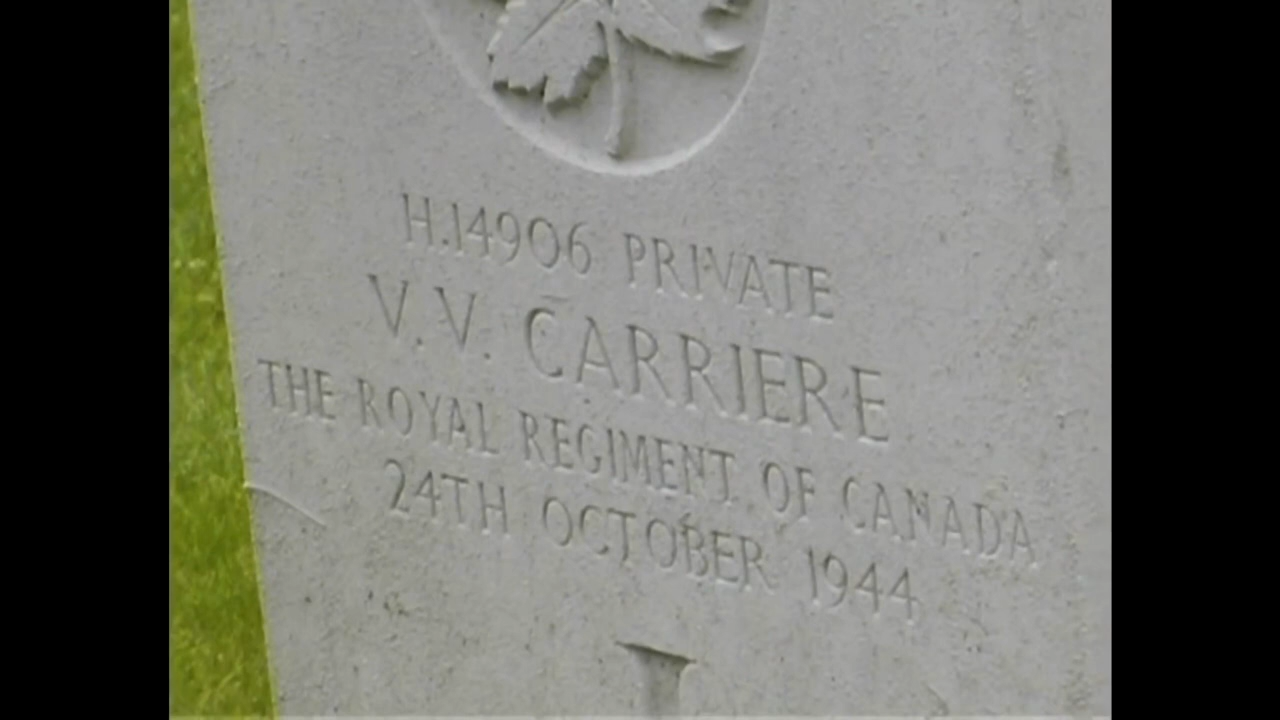 H.14906 PRIVATE
V.V. CARRIERE
THE ROYAL REGIMENT OF CANADA
24TH OCTOBER 1944